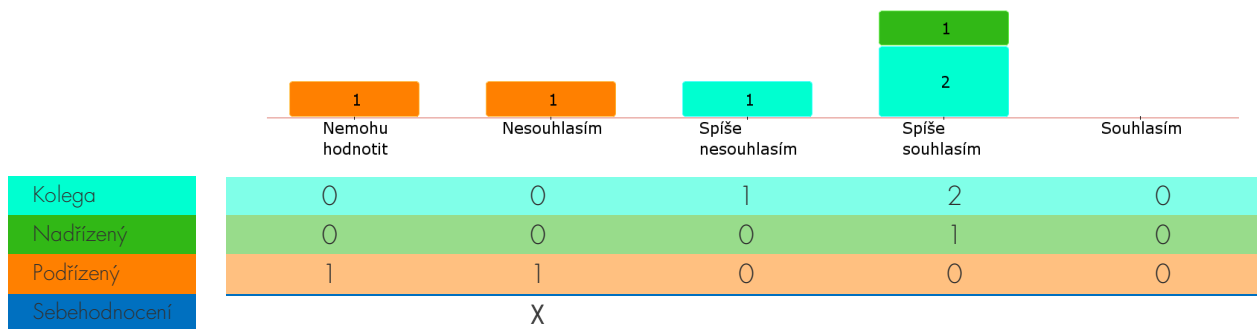 1
1 1 1 2
Nemohu hodnotit Nesouhlasím Spíše nesouhlasím Spíše souhlasím Souhlasím
Kolega 0 0 1 2 0
Nadřízený 0 0 0 1 0
Podřízený 1 1 0 0 0
Sebehodnocení X